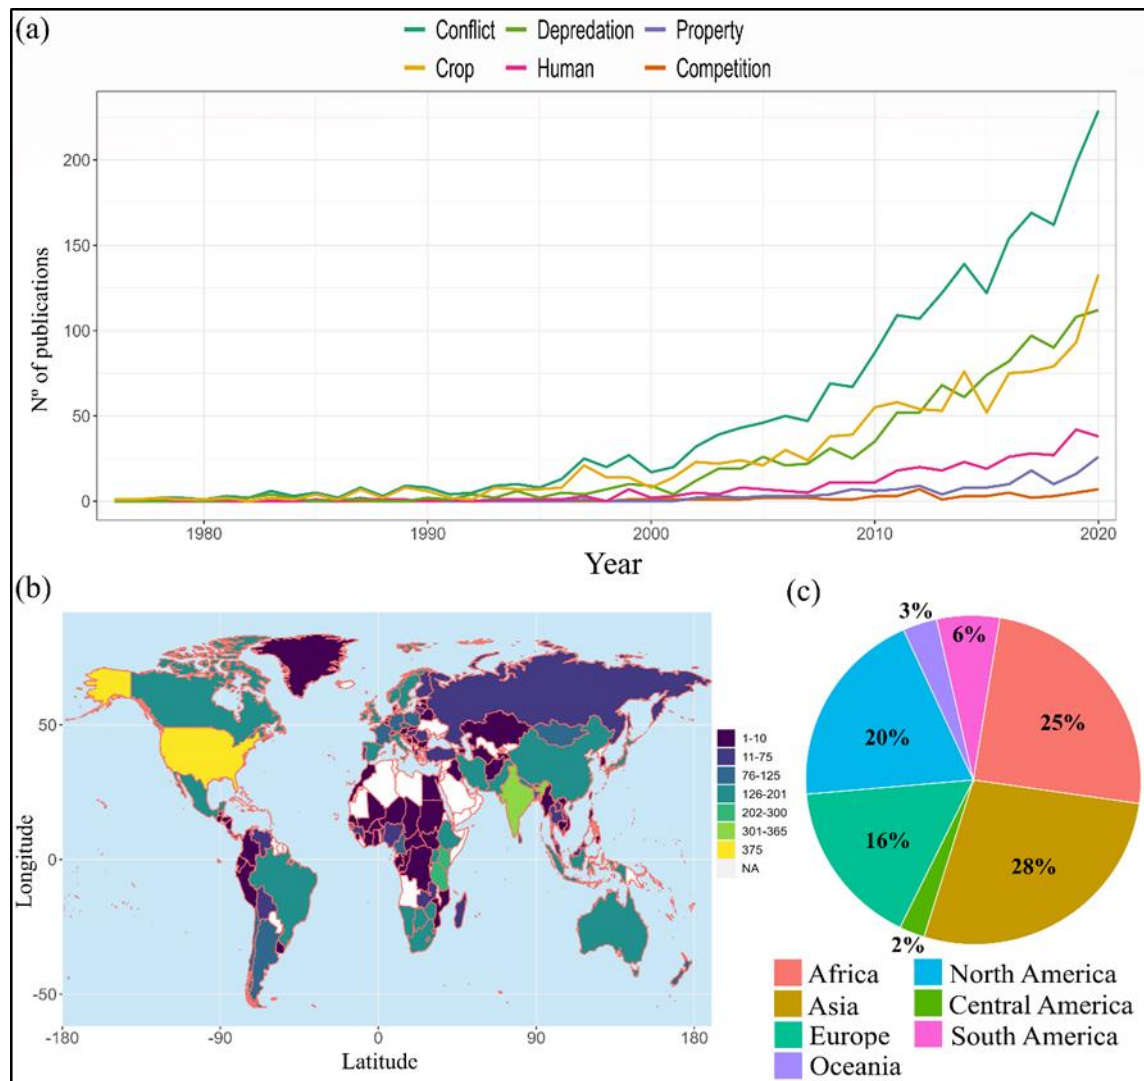 (a)
Conflict Depredation Property
Crop Human Competition
Nº of publications
200
150
100
50
0
1980 1990 2000 2010 2020
Year
(b)
50
0
-50
-180 -90 0 90 180
Longitude
Latitude
1-10
11-75
76-125
126-201
202-300
301-365
375
NA
(c)
3%
6%
25%
20%
16%
28%
2%
Africa North America
Asia Central America
Europe South America
Oceania